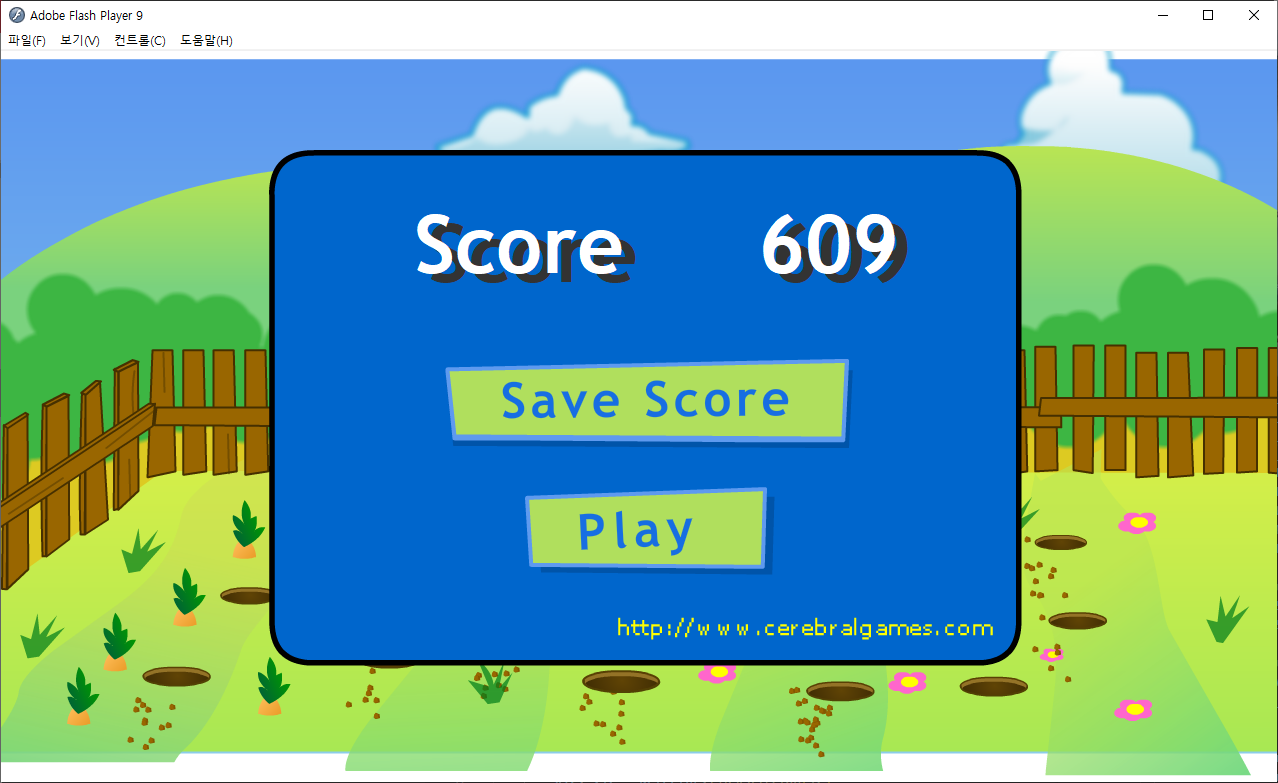 Adobe Flash Player 9
파일(F) 보기(V) 컨트롤(C) 도움말(H)
Score 609
Save Score
Play
http://www.cerebralgames.com